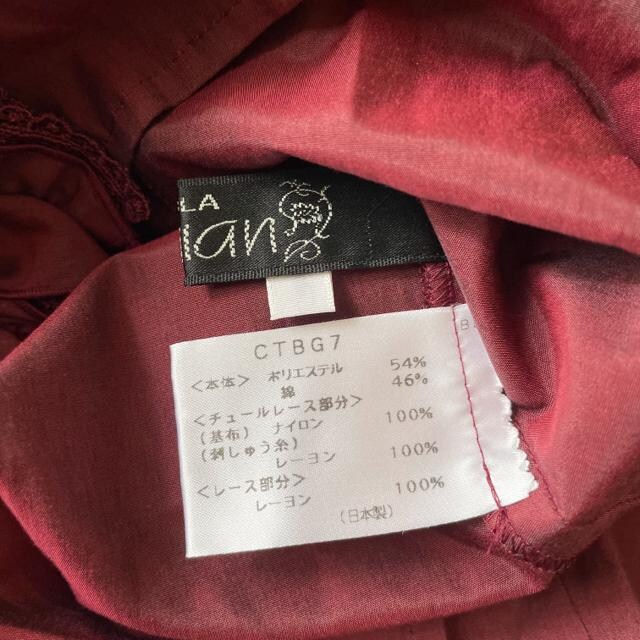 LA
ian
CTBG7
<本体> ポリエステル 54%
綿 46%
<チュールレース部分>
(基布) ナイロン 100%
(刺しゅう糸)
レーヨン 100%
<レース部分>
レーヨン 100%
(日本製)